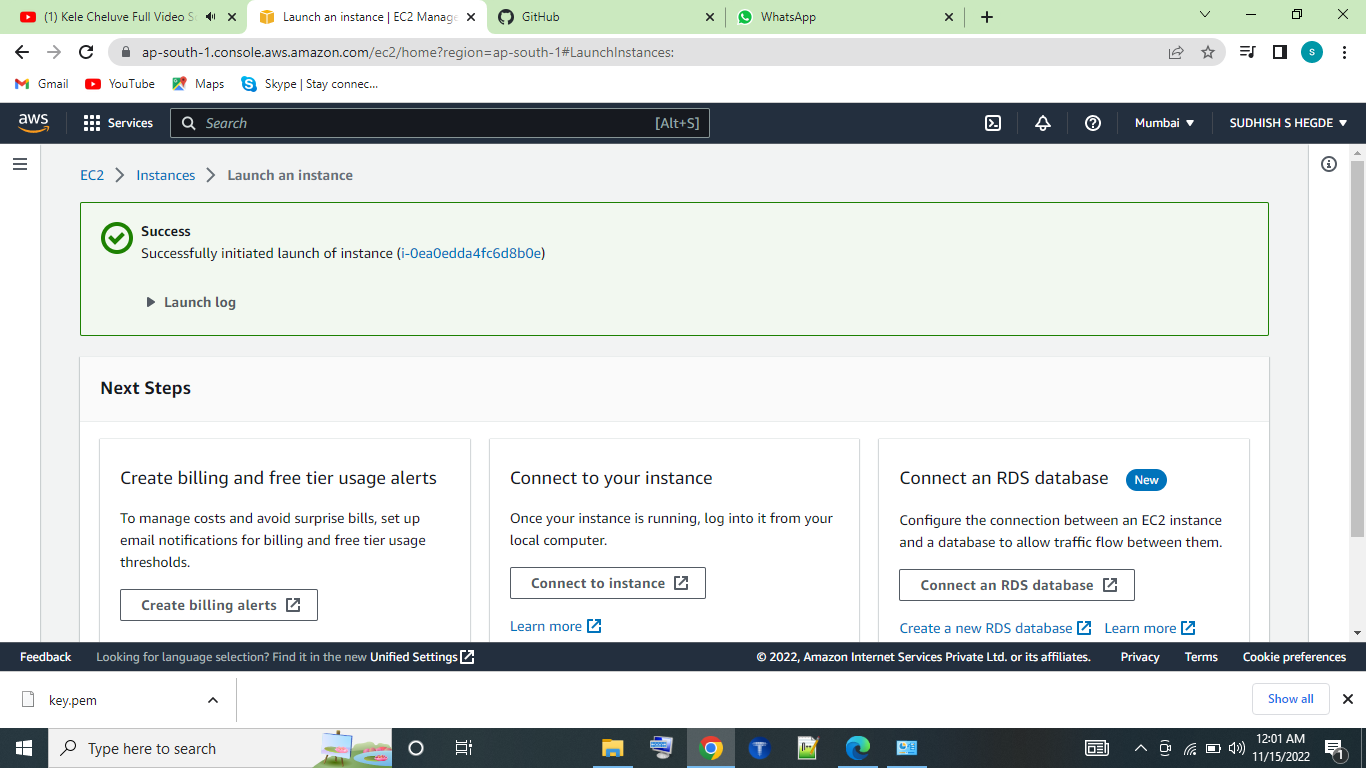 (1) Kele Cheluve Full Video S
Launch an instance | EC2 Manage
GitHub
WhatsApp
ap-south-1.console.aws.amazon.com/ec2/home?region=ap-south-1#LaunchInstances:
s
Gmail
YouTube
Maps
Skype | Stay connec...
aws
Services
Search
[Alt+S]
Mumbai
SUDHISH S HEGDE
EC2
Instances
Launch an instance
Success
Successfully initiated launch of instance (i-0ea0edda4fc6d8b0e)
Launch log
Next Steps
Create billing and free tier usage alerts
To manage costs and avoid surprise bills, set up
email notifications for billing and free tier usage
thresholds.
Create billing alerts
Connect to your instance
Once your instance is running, log into it from your
local computer.
Connect to instance
Learn more
Connect an RDS database
New
Configure the connection between an EC2 instance
and a database to allow traffic flow between them.
Connect an RDS database
Create a new RDS database
Learn more
Feedback
Looking for language selection? Find it in the new Unified Settings
© 2022, Amazon Internet Services Private Ltd. or its affiliates.
Privacy
Terms
Cookie preferences
key.pem
Show all
Type here to search
12:01 AM
11/15/2022
1